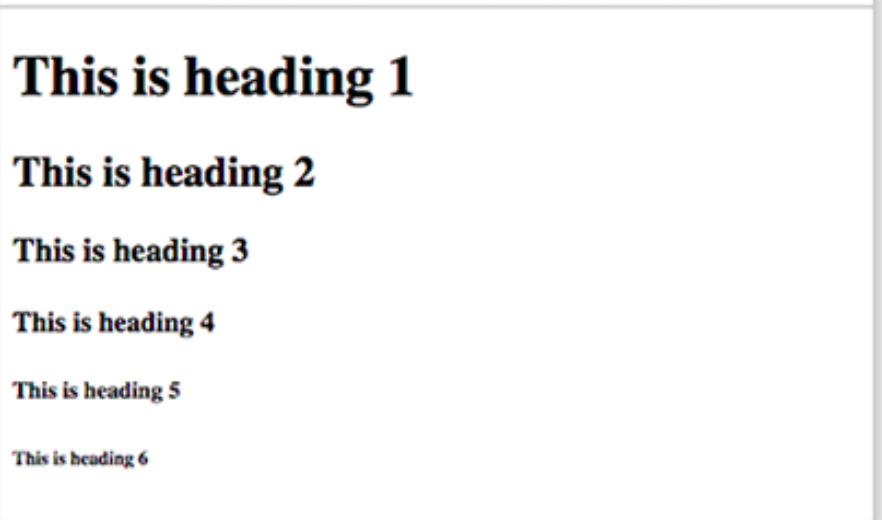 This is heading 1
This is heading 2
This is heading 3
This is heading 4
This is heading 5
This is heading 6